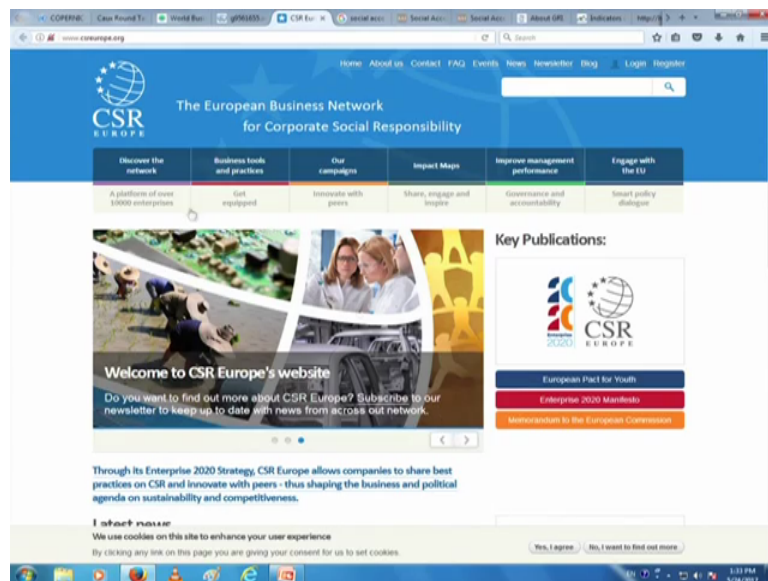 COPERNIC
Caux Round T
World Bus
CSR Eur
social acc
Social Acc
Social Acc
About GRI
Indicators
www.csreurope.org
Search
Home About us Contact FAQ Events News Newsletter Blog Login Register
CSR
EUROPE
The European Business Network
for Corporate Social Responsibility
Discover the network
Business tools and practices
Our campaigns
Impact Maps
Improve management performance
Engage with the EU
A platform of over 10000 enterprises
Get equipped
Innovate with peers
Share, engage and inspire
Governance and accountability
Smart policy dialogue
Key Publications:
2020
Enterprise
2020
CSR
EUROPE
Welcome to CSR Europe's website
Do you want to find out more about CSR Europe? Subscribe to our
newsletter to keep up to date with news from across out network.
European Pact for Youth
Enterprise 2020 Manifesto
Memorandum to the European Commission
Through its Enterprise 2020 Strategy, CSR Europe allows companies to share best
practices on CSR and innovate with peers - thus shaping the business and political
agenda on sustainability and competitiveness.
Latest news
We use cookies on this site to enhance your user experience
By clicking any link on this page you are giving your consent for us to set cookies.
Yes, I agree
No, I want to find out more
EN
1:33 PM